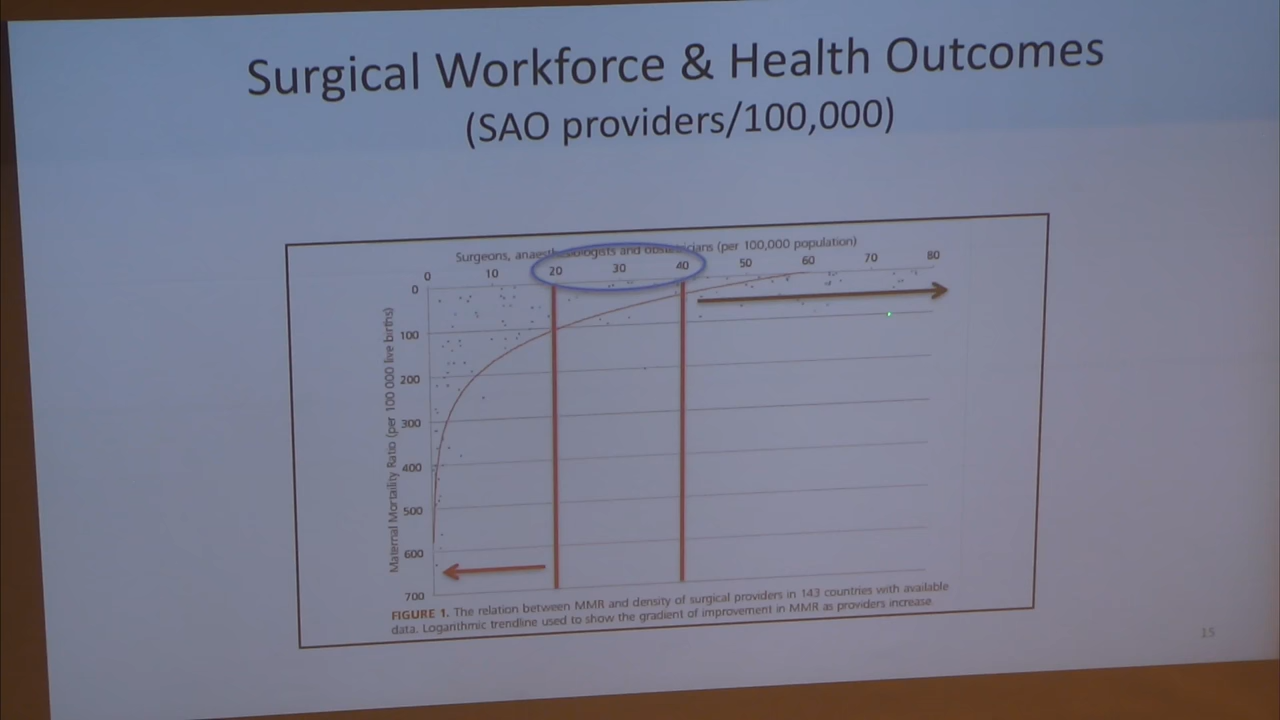 Surgical Workforce & Health Outcomes
(SAO providers/100,000)
Surgeons, anaesthesiologists and obstetricians (per 100,000 population)
0 10 20 30 40 50 60 70 80
Maternal Mortaility Ratio (per 100 000 live births)
0
100
200
300
400
500
600
700
FIGURE 1. The relation between MMR and density of surgical providers in 143 countries with available
data. Logarithmic trendline used to show the gradient of improvement in MMR as providers increase
15